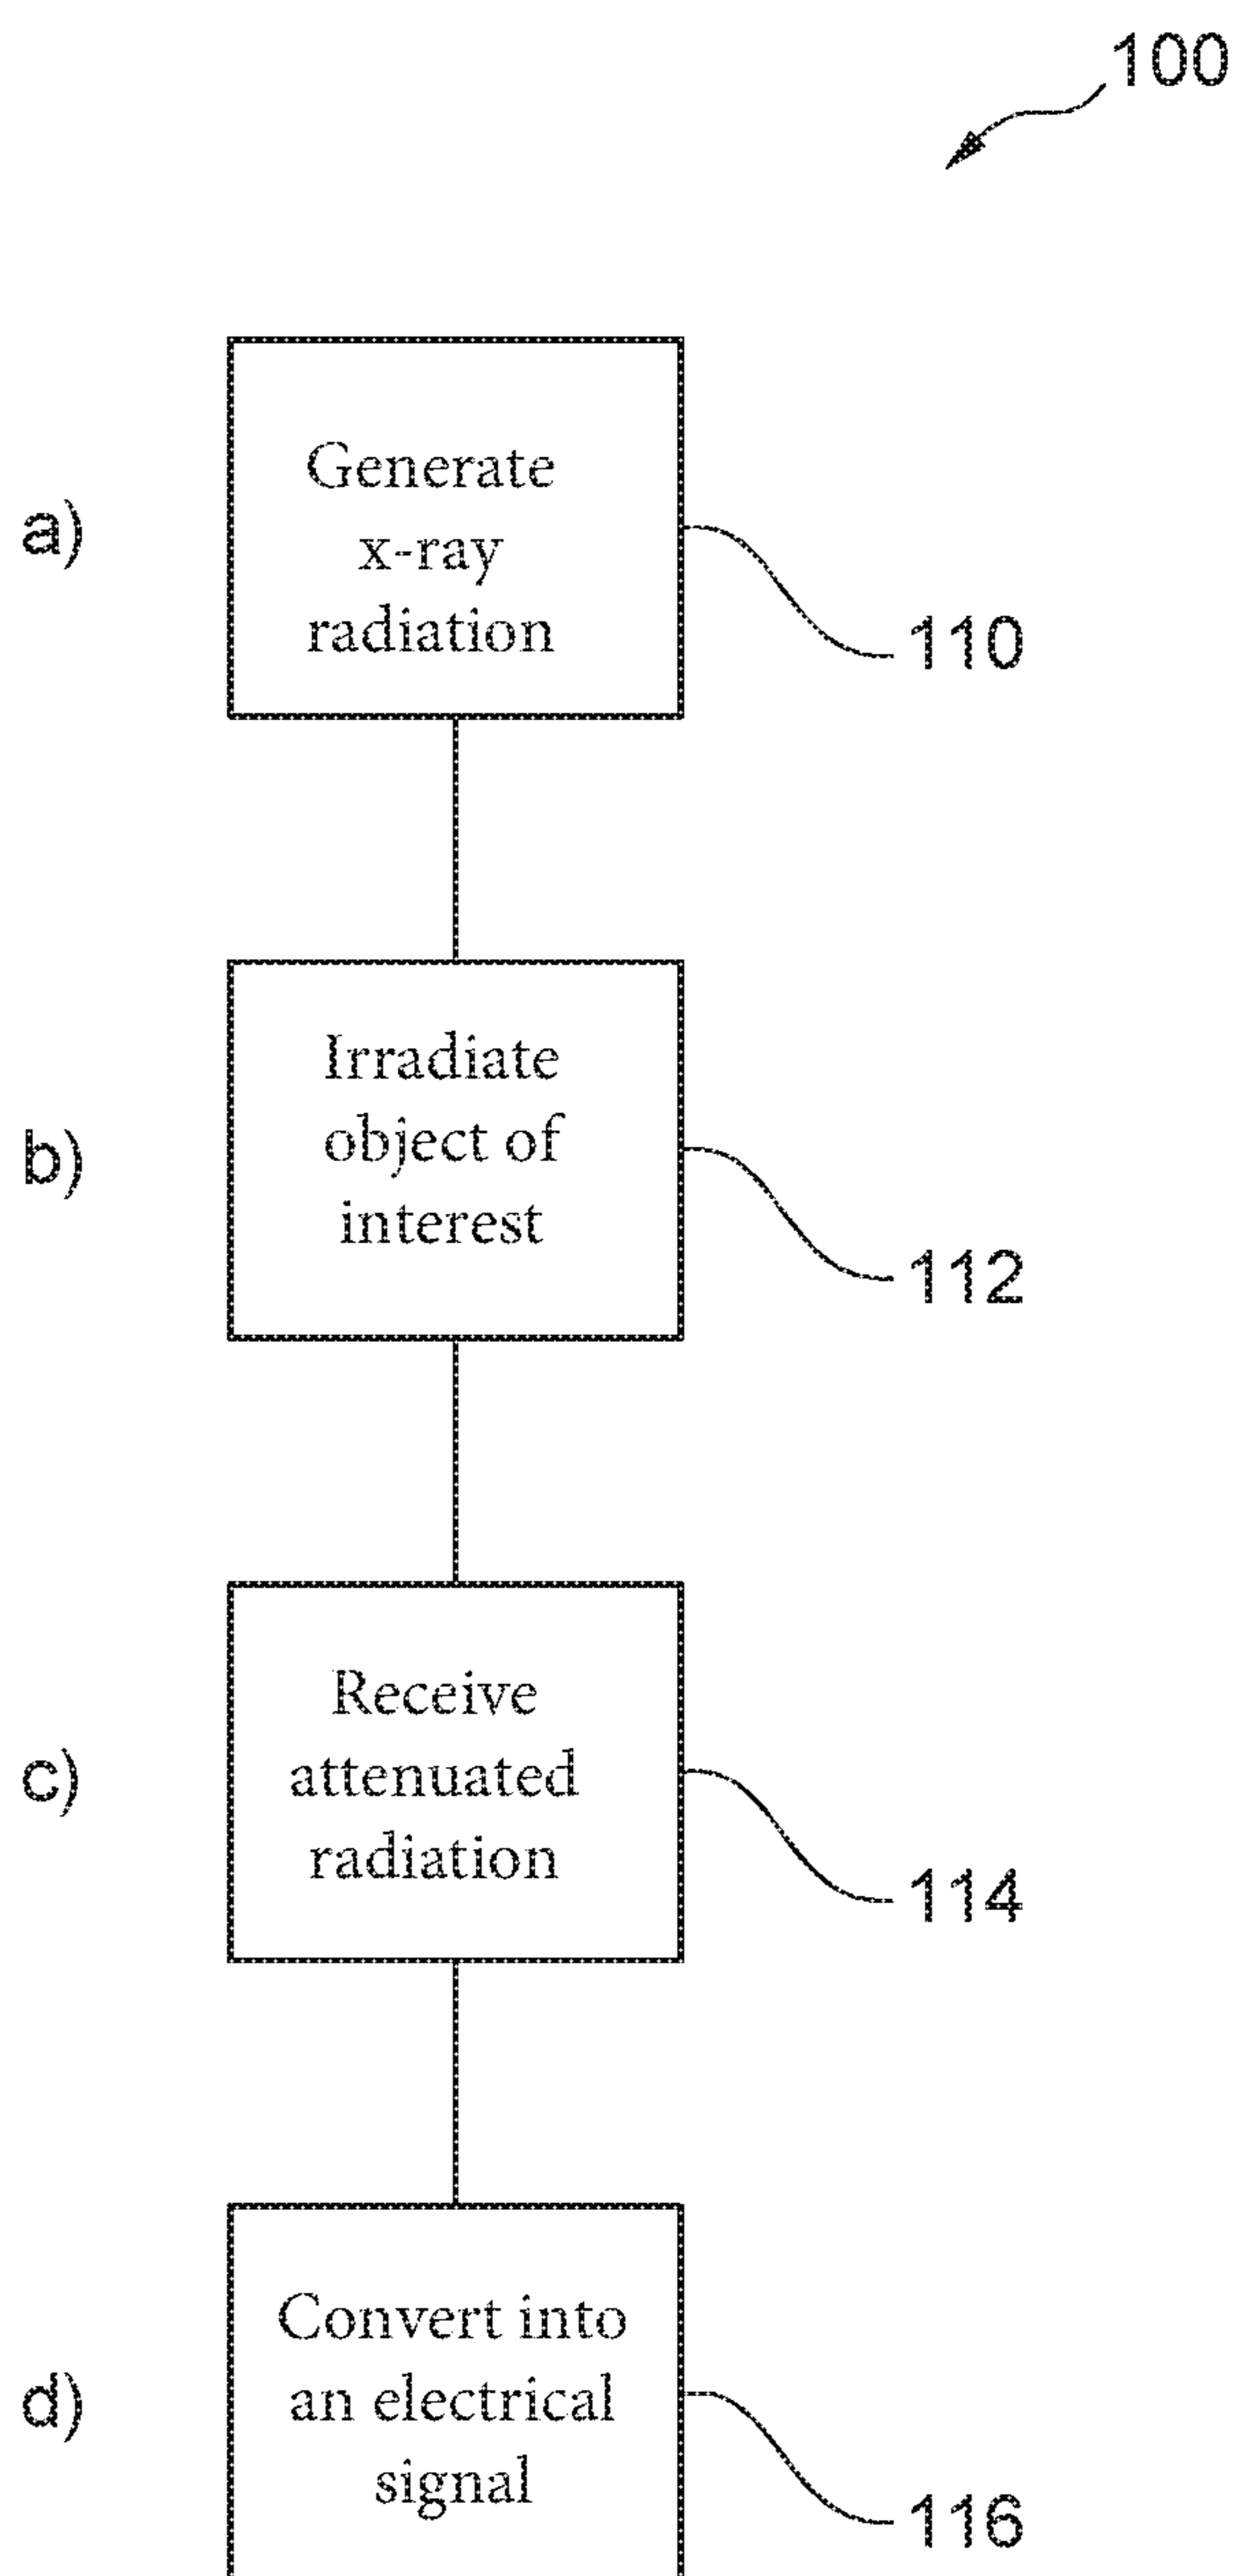 100
Generate
a)
x-ray
radiation
110
Irradiate
b)
object of
interest
112
Receive
c)
attenuated
radiation
114
Convert into
d)
an electrical
signal
116